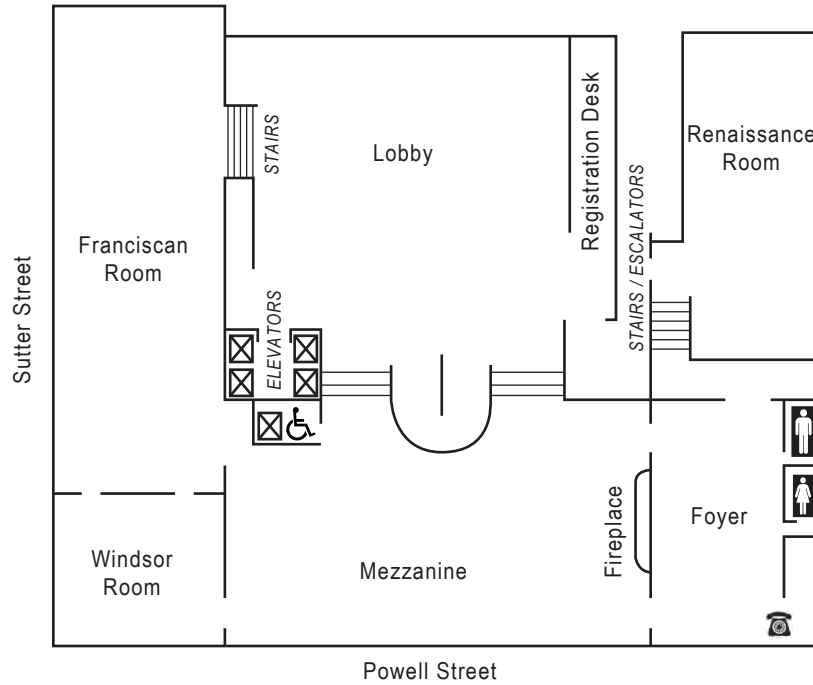 STAIRS
Lobby
Registration Desk
Renaissance
Room
Franciscan
Room
STAIRS / ESCALATORS
Sutter Street
ELEVATORS
Windsor
Room
Mezzanine
Fireplace
Foyer
Powell Street